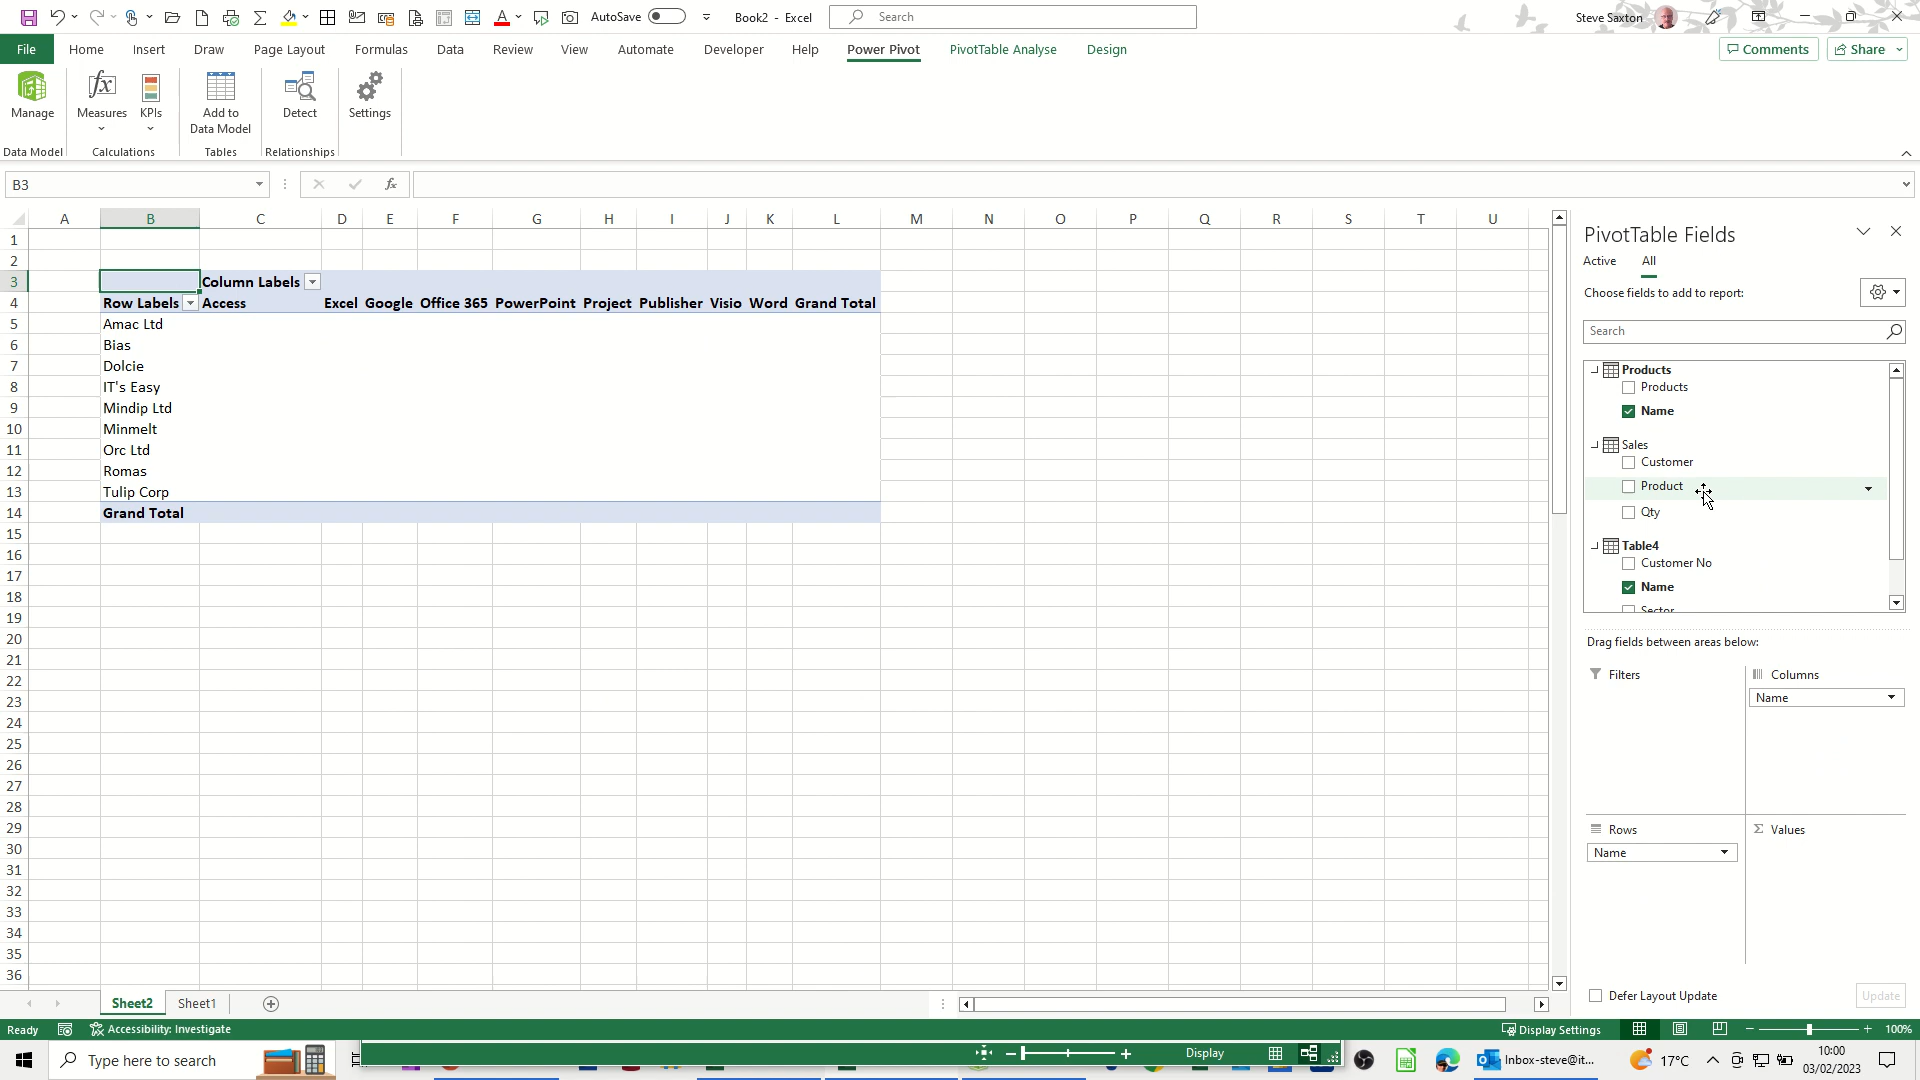 AutoSave
Book2 - Excel
Search
Steve Saxton
File Home Insert Draw Page Layout Formulas Data Review View Automate Developer Help Power Pivot PivotTable Analyse Design
Comments
Share
Manage
Measures
KPIs
Add to
Data Model
Detect
Settings
Data Model
Calculations
Tables
Relationships
B3
fx
A B C D E F G H I J K L M N O P Q R S T U
1
2
3 Column Labels
4 Row Labels Access Excel Google Office 365 PowerPoint Project Publisher Visio Word Grand Total
5 Amac Ltd
6 Bias
7 Dolcie
8 IT's Easy
9 Mindip Ltd
10 Minmelt
11 Orc Ltd
12 Romas
13 Tulip Corp
14 Grand Total
15
16
17
18
19
20
21
22
23
24
25
26
27
28
29
30
31
32
33
34
35
36
PivotTable Fields
Active All
Choose fields to add to report:
Search
Products
Products
Name
Sales
Customer
Product
Qty
Table4
Customer No
Name
Sector
Drag fields between areas below:
Filters
Columns
Name
Rows
Name
Values
Defer Layout Update
Update
Sheet2 Sheet1
Ready
Accessibility: Investigate
Display Settings
100%
Type here to search
Display
Inbox-steve@it...
17°C
10:00
03/02/2023